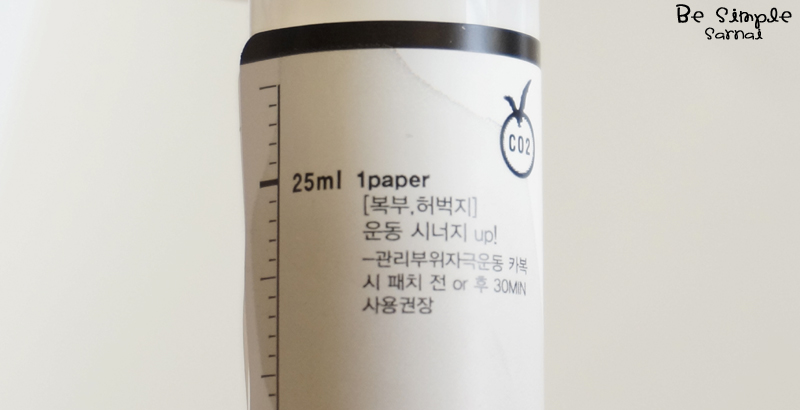 Be Simple
Sarnai
CO2
25ml 1paper
[복부,허벅지]
운동 시너지 up!
-관리부위자극운동 카복
시 패치 전 or 후 30MIN
사용권장